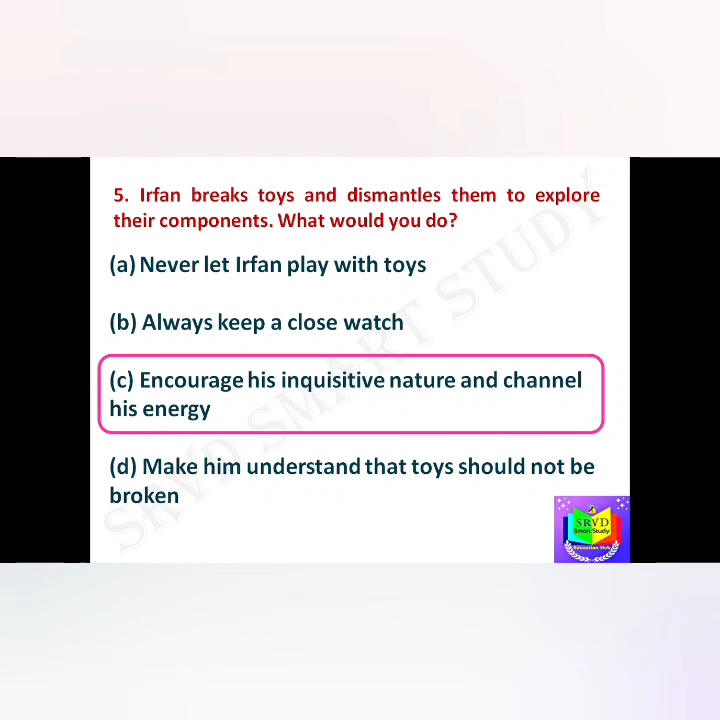 5. Irfan breaks toys and dismantles them to explore
their components. What would you do?
(a) Never let Irfan play with toys
(b) Always keep a close watch
(c) Encourage his inquisitive nature and channel
his energy
(d) Make him understand that toys should not be
broken
SRVD SMART STUDY
SRVD
Smart Study
Education Hub